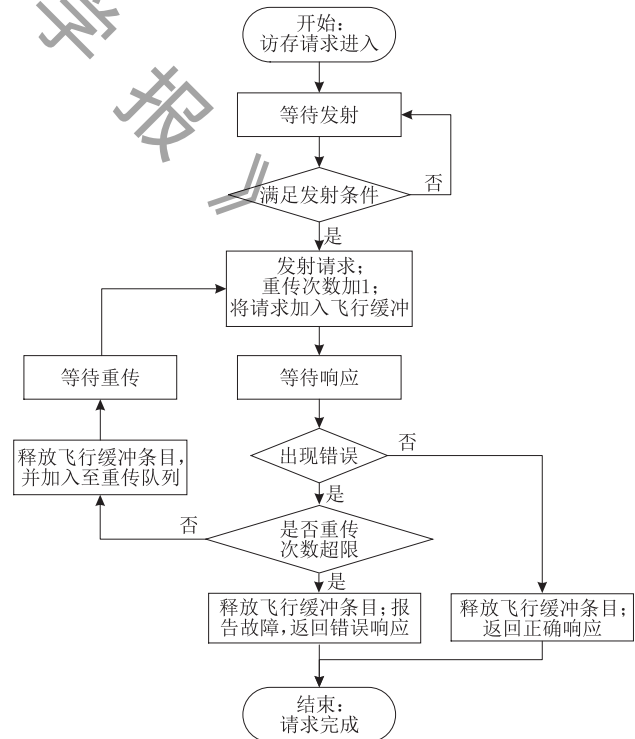 学报》
开始:
访存请求进入
等待发射
满足发射条件
否
是
发射请求;
重传次数加1;
将请求加入飞行缓冲
等待重传
等待响应
释放飞行缓冲条目,
并加入至重传队列
出现错误
否
是
否
是否重传
次数超限
是
释放飞行缓冲条目;报
告故障,返回错误响应
释放飞行缓冲条目;
返回正确响应
结束:
请求完成